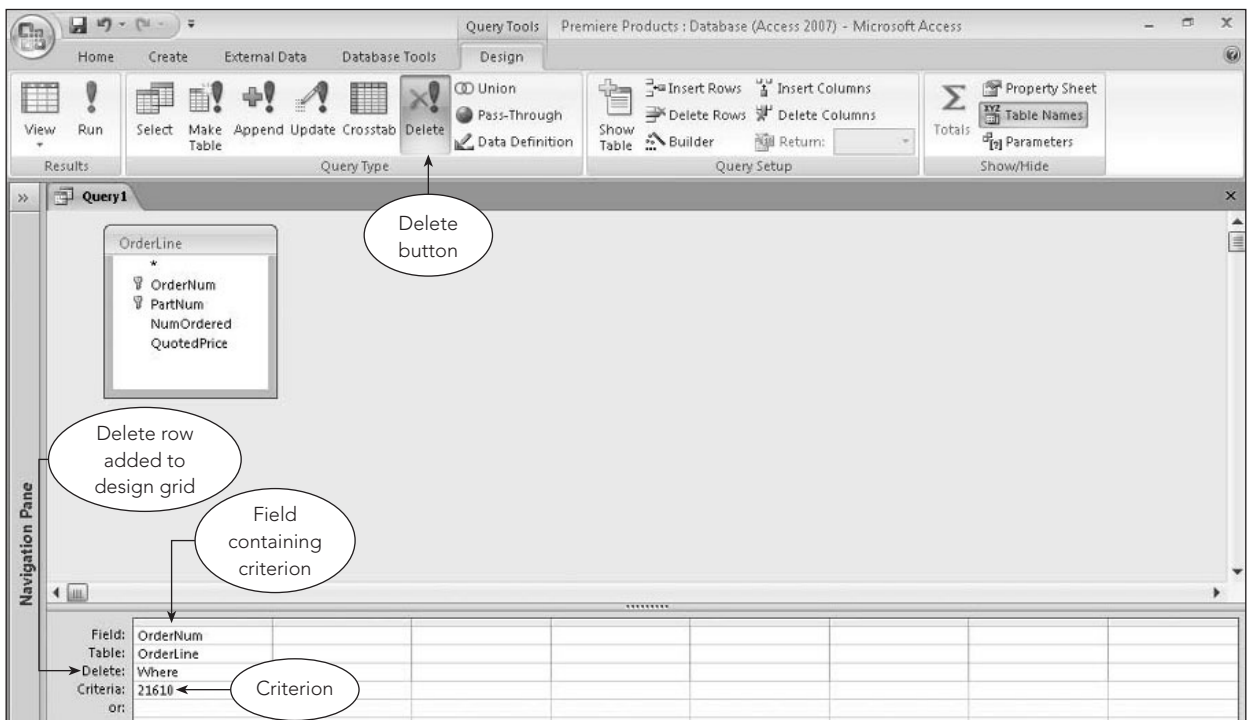 Query Tools
Premiere Products : Database (Access 2007) - Microsoft Access
Home Create External Data Database Tools Design
View
Run
Results
Select
Make Table
Append
Update
Crosstab
Delete
Union
Pass-Through
Data Definition
Query Type
Show Table
Insert Rows
Delete Rows
Builder
Insert Columns
Delete Columns
Return:
Query Setup
Σ
Totals
Property Sheet
XYZ
Table Names
[?] Parameters
Show/Hide
»
Query1
Delete
button
OrderLine
*
OrderNum
PartNum
NumOrdered
QuotedPrice
Delete row
added to
design grid
Field
containing
criterion
Navigation Pane
Field: OrderNum
Table: OrderLine
Delete: Where
Criteria: 21610
or:
Criterion